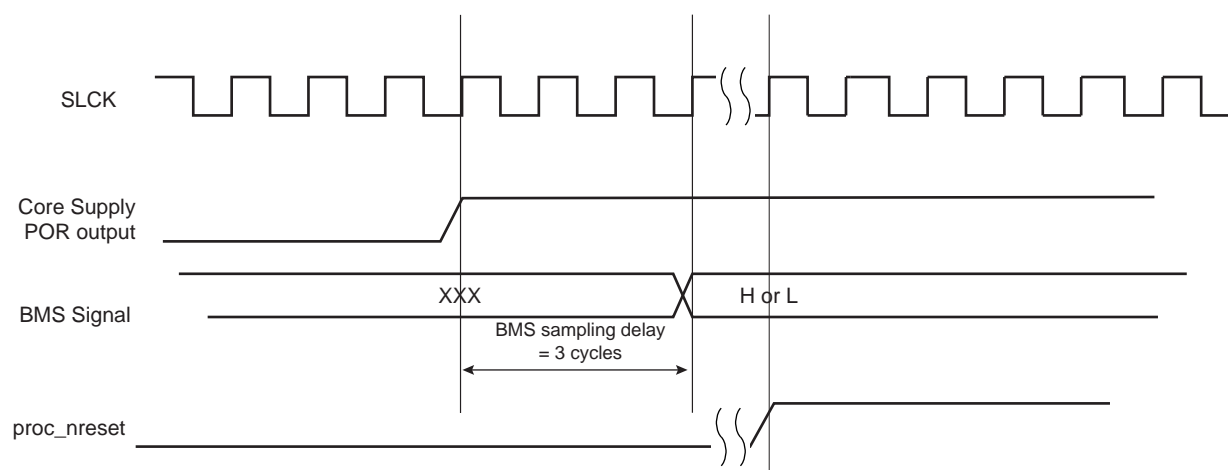 SLCK
Core Supply
POR output
XXX
H or L
BMS Signal
BMS sampling delay
= 3 cycles
proc_nreset